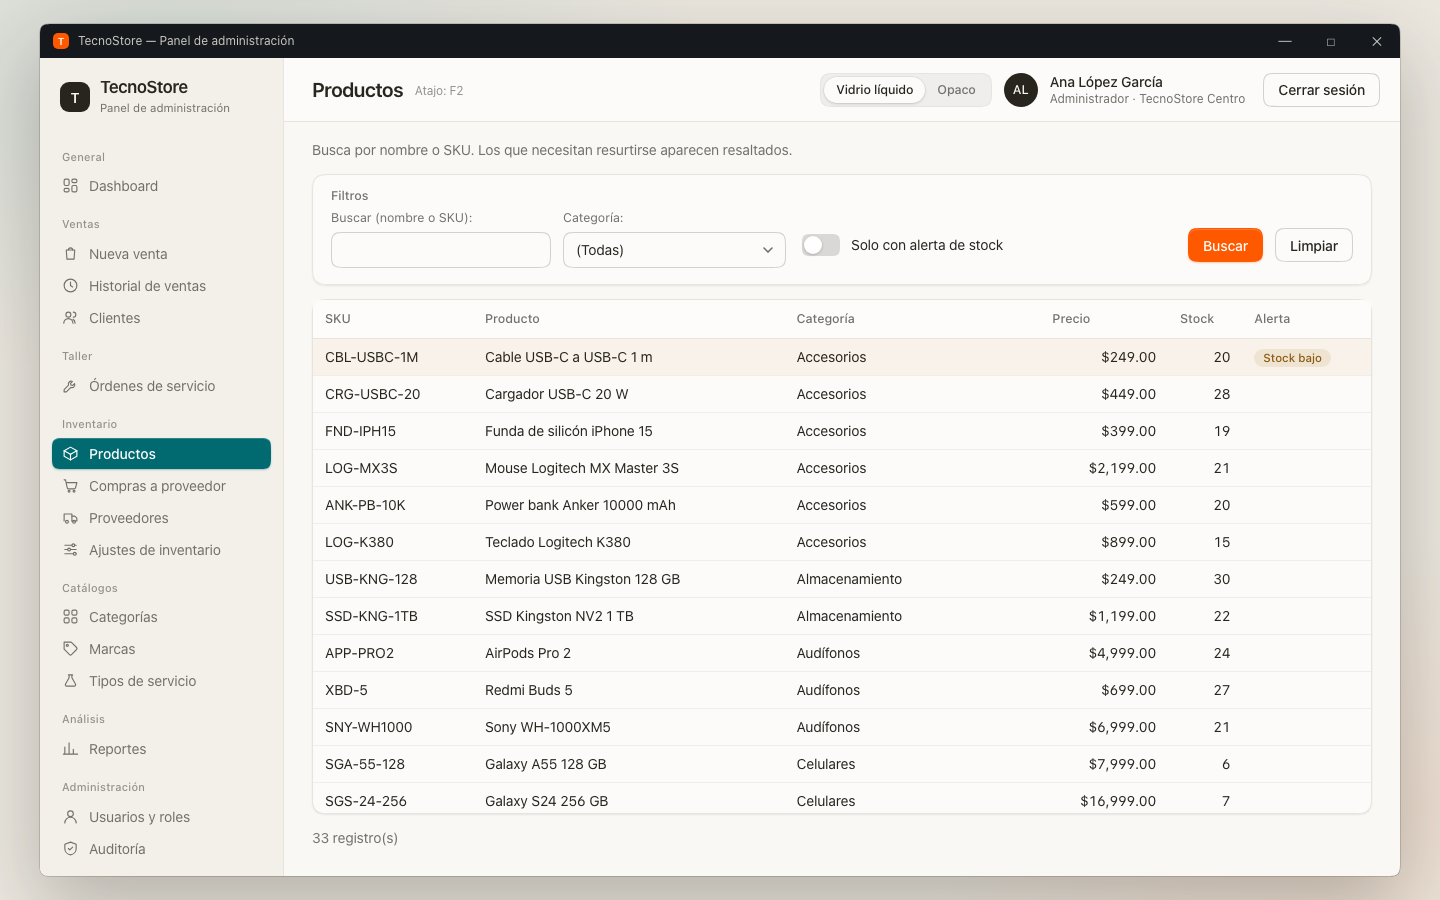 T TecnoStore — Panel de administración
T TecnoStore
Panel de administración
General
Dashboard
Ventas
Nueva venta
Historial de ventas
Clientes
Taller
Órdenes de servicio
Inventario
Productos
Compras a proveedor
Proveedores
Ajustes de inventario
Catálogos
Categorías
Marcas
Tipos de servicio
Análisis
Reportes
Administración
Usuarios y roles
Auditoría
Productos Atajo: F2
Vidrio líquido Opaco
AL Ana López García
Administrador · TecnoStore Centro
Cerrar sesión
Busca por nombre o SKU. Los que necesitan resurtirse aparecen resaltados.
Filtros
Buscar (nombre o SKU): Categoría:
(Todas) Solo con alerta de stock Buscar Limpiar
SKU Producto Categoría Precio Stock Alerta
CBL-USBC-1M Cable USB-C a USB-C 1 m Accesorios $249.00 20 Stock bajo
CRG-USBC-20 Cargador USB-C 20 W Accesorios $449.00 28
FND-IPH15 Funda de silicón iPhone 15 Accesorios $399.00 19
LOG-MX3S Mouse Logitech MX Master 3S Accesorios $2,199.00 21
ANK-PB-10K Power bank Anker 10000 mAh Accesorios $599.00 20
LOG-K380 Teclado Logitech K380 Accesorios $899.00 15
USB-KNG-128 Memoria USB Kingston 128 GB Almacenamiento $249.00 30
SSD-KNG-1TB SSD Kingston NV2 1 TB Almacenamiento $1,199.00 22
APP-PRO2 AirPods Pro 2 Audífonos $4,999.00 24
XBD-5 Redmi Buds 5 Audífonos $699.00 27
SNY-WH1000 Sony WH-1000XM5 Audífonos $6,999.00 21
SGA-55-128 Galaxy A55 128 GB Celulares $7,999.00 6
SGS-24-256 Galaxy S24 256 GB Celulares $16,999.00 7
33 registro(s)